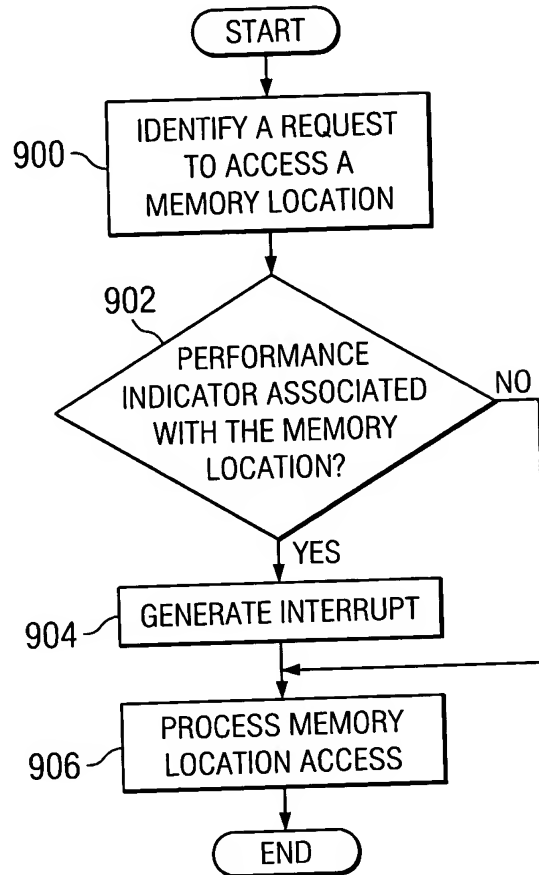 START
900
IDENTIFY A REQUEST
TO ACCESS A
MEMORY LOCATION
902
PERFORMANCE
INDICATOR ASSOCIATED
WITH THE MEMORY
LOCATION?
NO
YES
904
GENERATE INTERRUPT
906
PROCESS MEMORY
LOCATION ACCESS
END